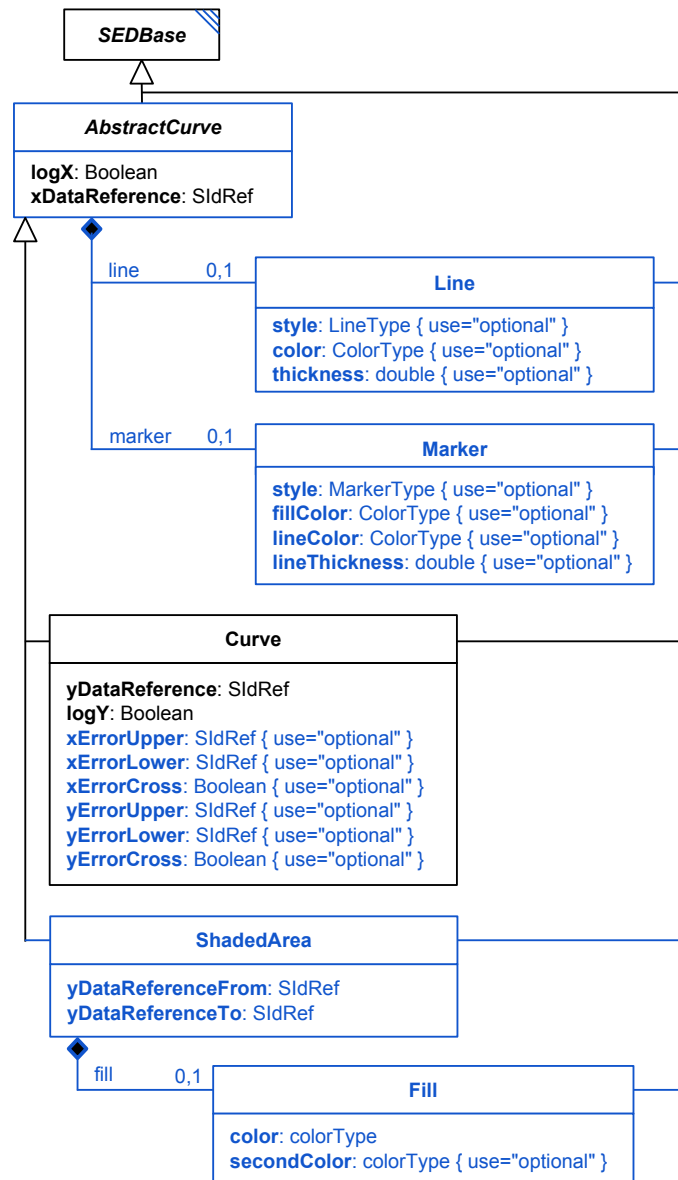 SEDBase
AbstractCurve
logX: Boolean
xDataReference: SIdRef
line 0,1
Line
style: LineType { use="optional" }
color: ColorType { use="optional" }
thickness: double { use="optional" }
marker 0,1
Marker
style: MarkerType { use="optional" }
fillColor: ColorType { use="optional" }
lineColor: ColorType { use="optional" }
lineThickness: double { use="optional" }
Curve
yDataReference: SIdRef
logY: Boolean
xErrorUpper: SIdRef { use="optional" }
xErrorLower: SIdRef { use="optional" }
xErrorCross: Boolean { use="optional" }
yErrorUpper: SIdRef { use="optional" }
yErrorLower: SIdRef { use="optional" }
yErrorCross: Boolean { use="optional" }
ShadedArea
yDataReferenceFrom: SIdRef
yDataReferenceTo: SIdRef
fill 0,1
Fill
color: colorType
secondColor: colorType { use="optional" }